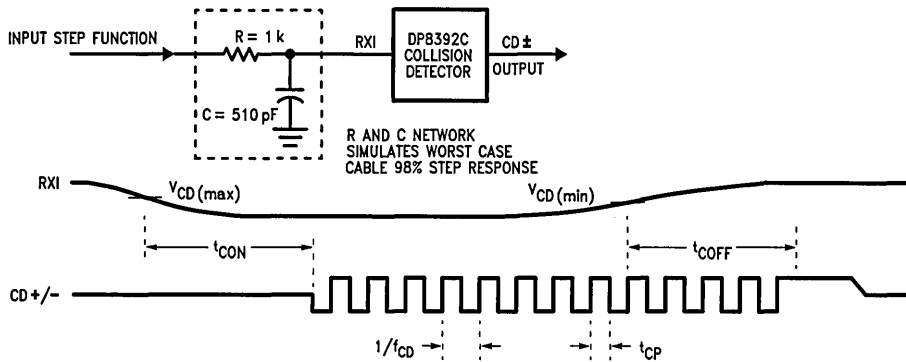 INPUT STEP FUNCTION
R = 1 k
C = 510 pF
RXI
DP8392C
COLLISION
DETECTOR
CD ±
OUTPUT
R AND C NETWORK
SIMULATES WORST CASE
CABLE 98% STEP RESPONSE
RXI
VCD (max)
VCD (min)
tCON
tCOFF
CD +/-
1/fCD
tCP